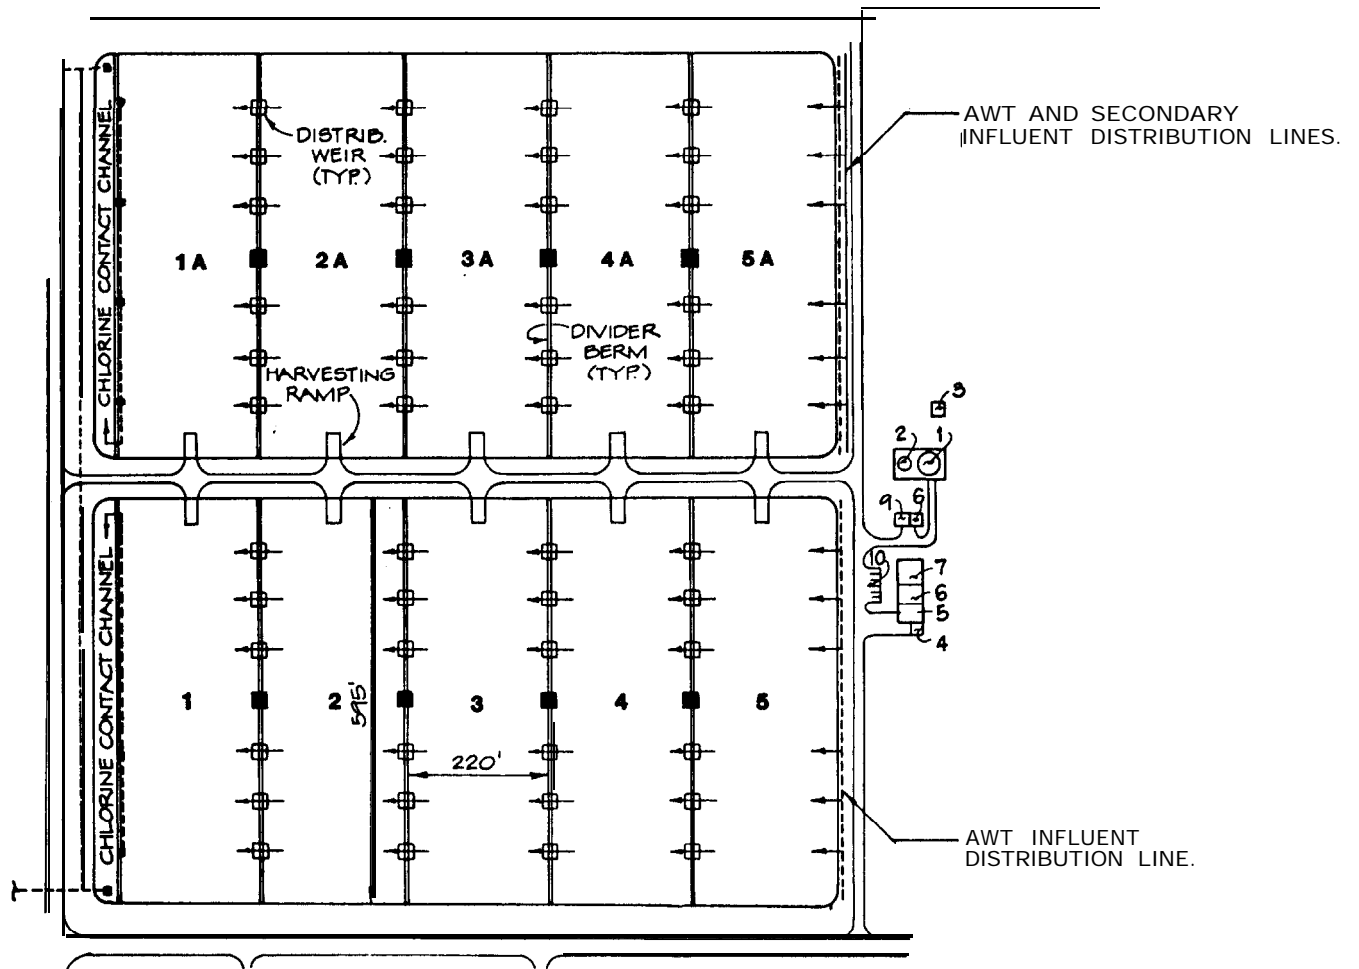 AWT AND SECONDARY
INFLUENT DISTRIBUTION LINES.
CHLORINE CONTACT CHANNEL
DISTRIB.
WEIR
(TYP.)
1A
2A
3A
4A
5A
DIVIDER
BERM
(TYP.)
HARVESTING
RAMP
3
2
1
9
8
10
7
6
5
4
CHLORINE CONTACT CHANNEL
1
2
595'
3
4
5
220'
AWT INFLUENT
DISTRIBUTION LINE.